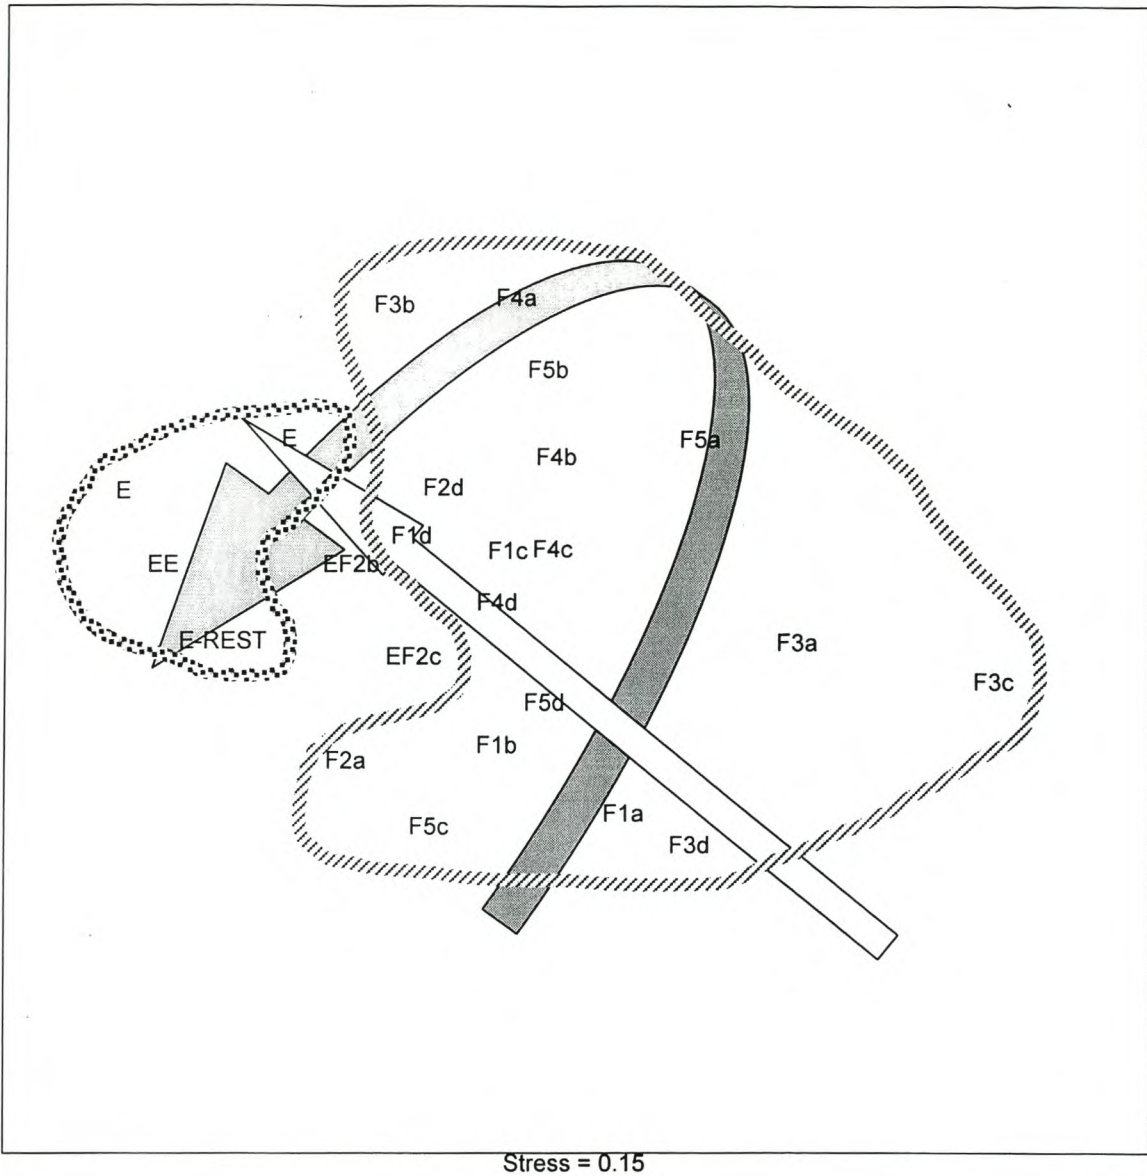 F3b
F4a
F5b
E
F5a
F4b
E
F2d
F1d
F1c
F4c
EE
EF2b
F4d
E-REST
F3a
EF2c
F3c
F5d
F1b
F2a
F1a
F5c
F3d
Stress = 0.15